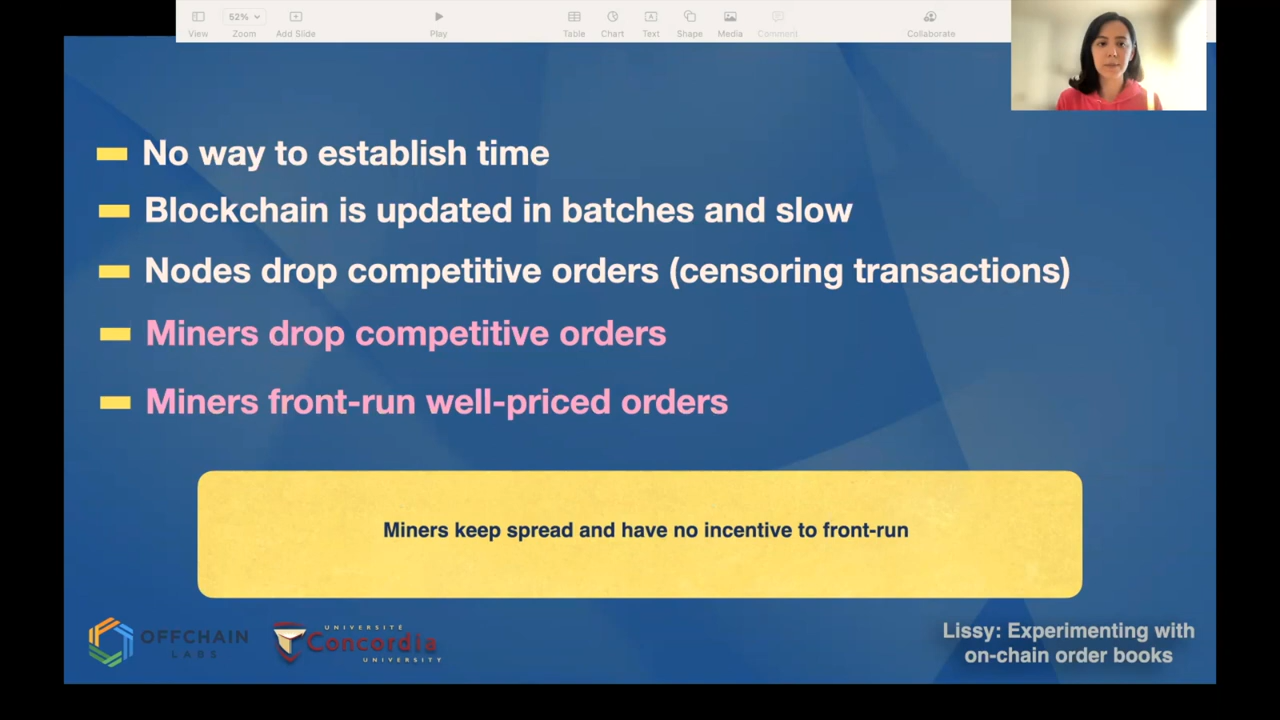 52%
View
Zoom
Add Slide
Play
Table
Chart
Text
Shape
Media
Comment
Collaborate
No way to establish time
Blockchain is updated in batches and slow
Nodes drop competitive orders (censoring transactions)
Miners drop competitive orders
Miners front-run well-priced orders
Miners keep spread and have no incentive to front-run
OFFCHAIN
LABS
UNIVERSITÉ
Concordia
UNIVERSITY
Lissy: Experimenting with
on-chain order books